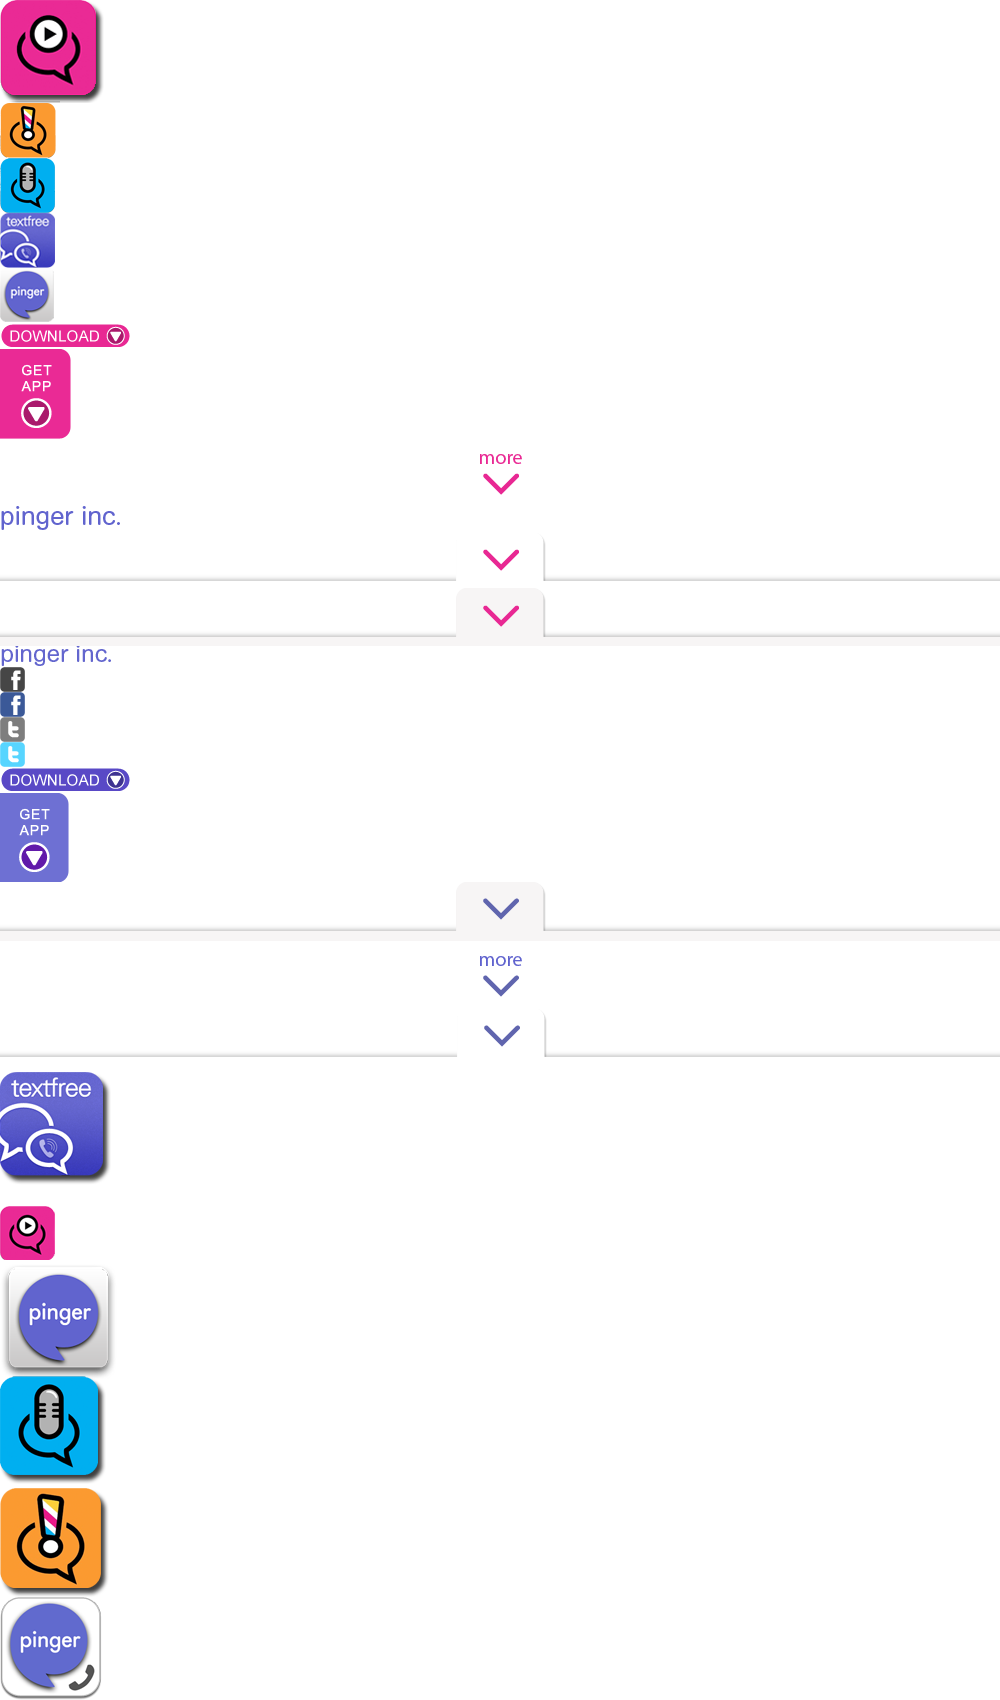 textfree
pinger
DOWNLOAD
GET
APP
more
pinger inc.
pinger inc.
DOWNLOAD
GET
APP
more
textfree
pinger
pinger